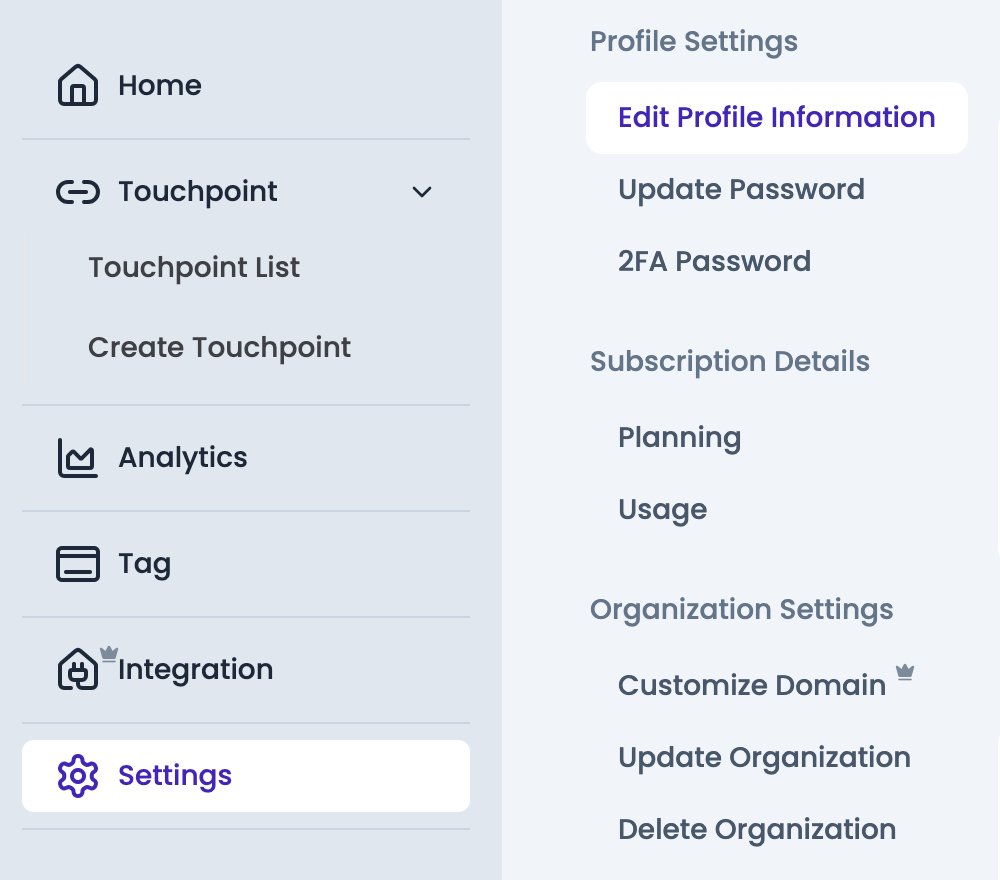 Home
Touchpoint
Touchpoint List
Create Touchpoint
Analytics
Tag
Integration
Settings
Profile Settings
Edit Profile Information
Update Password
2FA Password
Subscription Details
Planning
Usage
Organization Settings
Customize Domain
Update Organization
Delete Organization